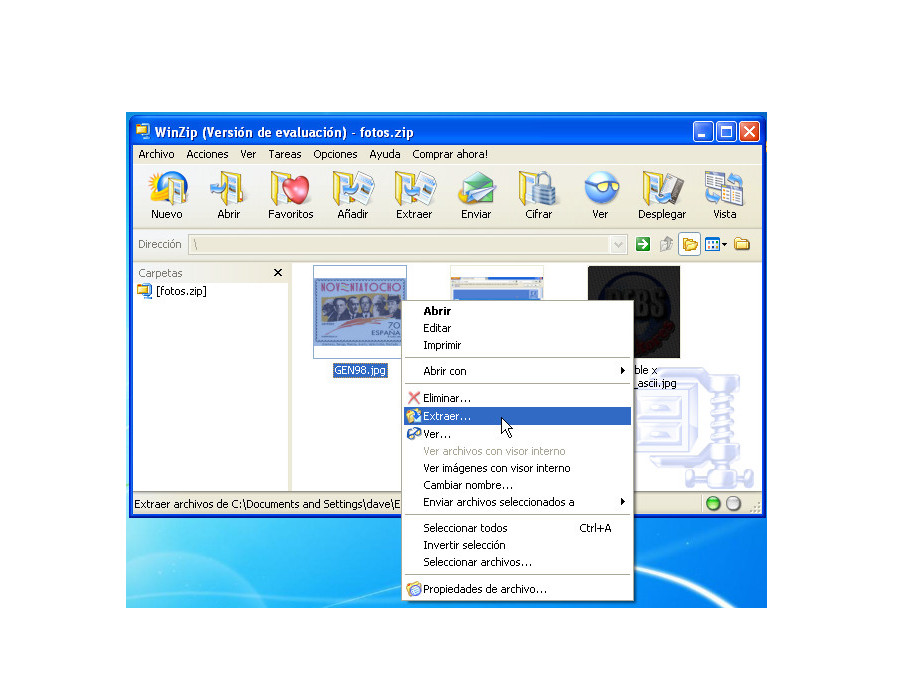 WinZip (Versión de evaluación) - fotos.zip
Archivo Acciones Ver Tareas Opciones Ayuda Comprar ahora!
Nuevo Abrir Favoritos Añadir Extraer Enviar Cifrar Ver Desplegar Vista
Dirección \
Carpetas
[fotos.zip]
NOVENTAYOCHO
70
ESPAÑA
GEN98.jpg
ble x
_ascii.jpg
Abrir
Editar
Imprimir
Abrir con
Eliminar...
Extraer...
Ver...
Ver archivos con visor interno
Ver imágenes con visor interno
Cambiar nombre...
Enviar archivos seleccionados a
Seleccionar todos Ctrl+A
Invertir selección
Seleccionar archivos...
Propiedades de archivo...
Extraer archivos de C:\Documents and Settings\dave\E